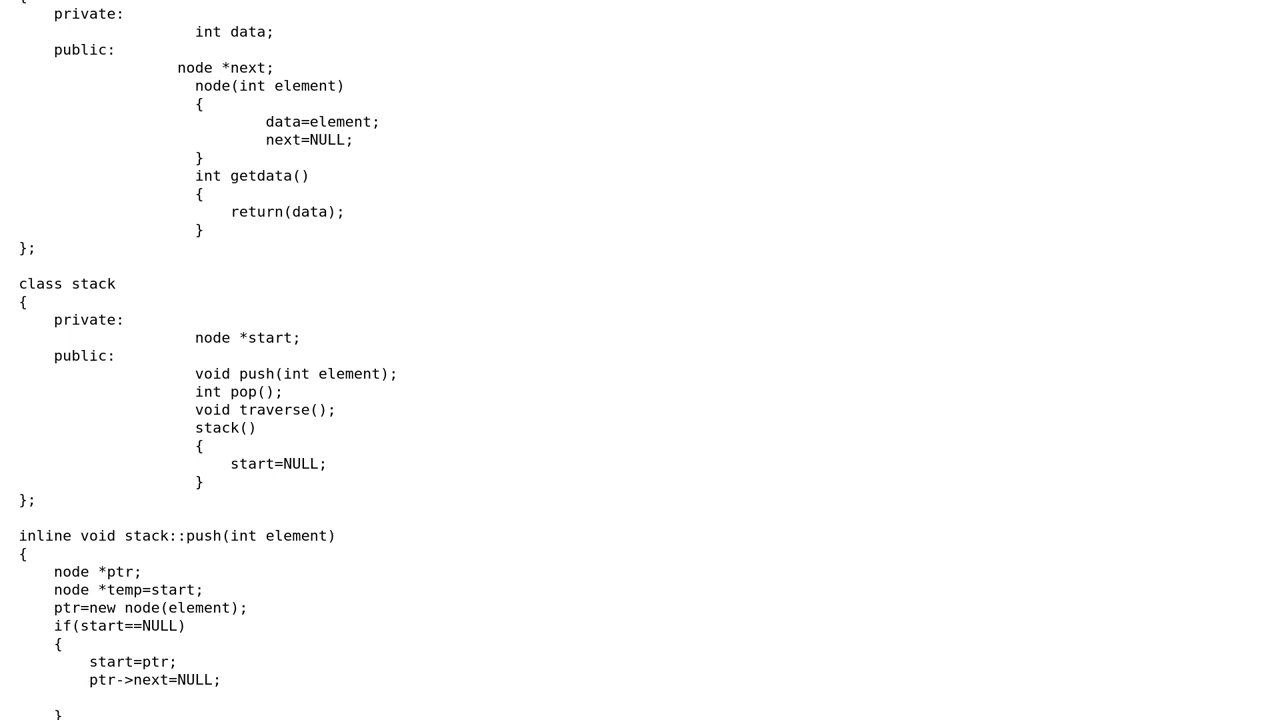 {
    private:
                    int data;
    public:
                  node *next;
                    node(int element)
                    {
                            data=element;
                            next=NULL;
                    }
                    int getdata()
                    {
                        return(data);
                    }
};

class stack
{
    private:
                    node *start;
    public:
                    void push(int element);
                    int pop();
                    void traverse();
                    stack()
                    {
                        start=NULL;
                    }
};

inline void stack::push(int element)
{
    node *ptr;
    node *temp=start;
    ptr=new node(element);
    if(start==NULL)
    {
        start=ptr;
        ptr->next=NULL;

    }